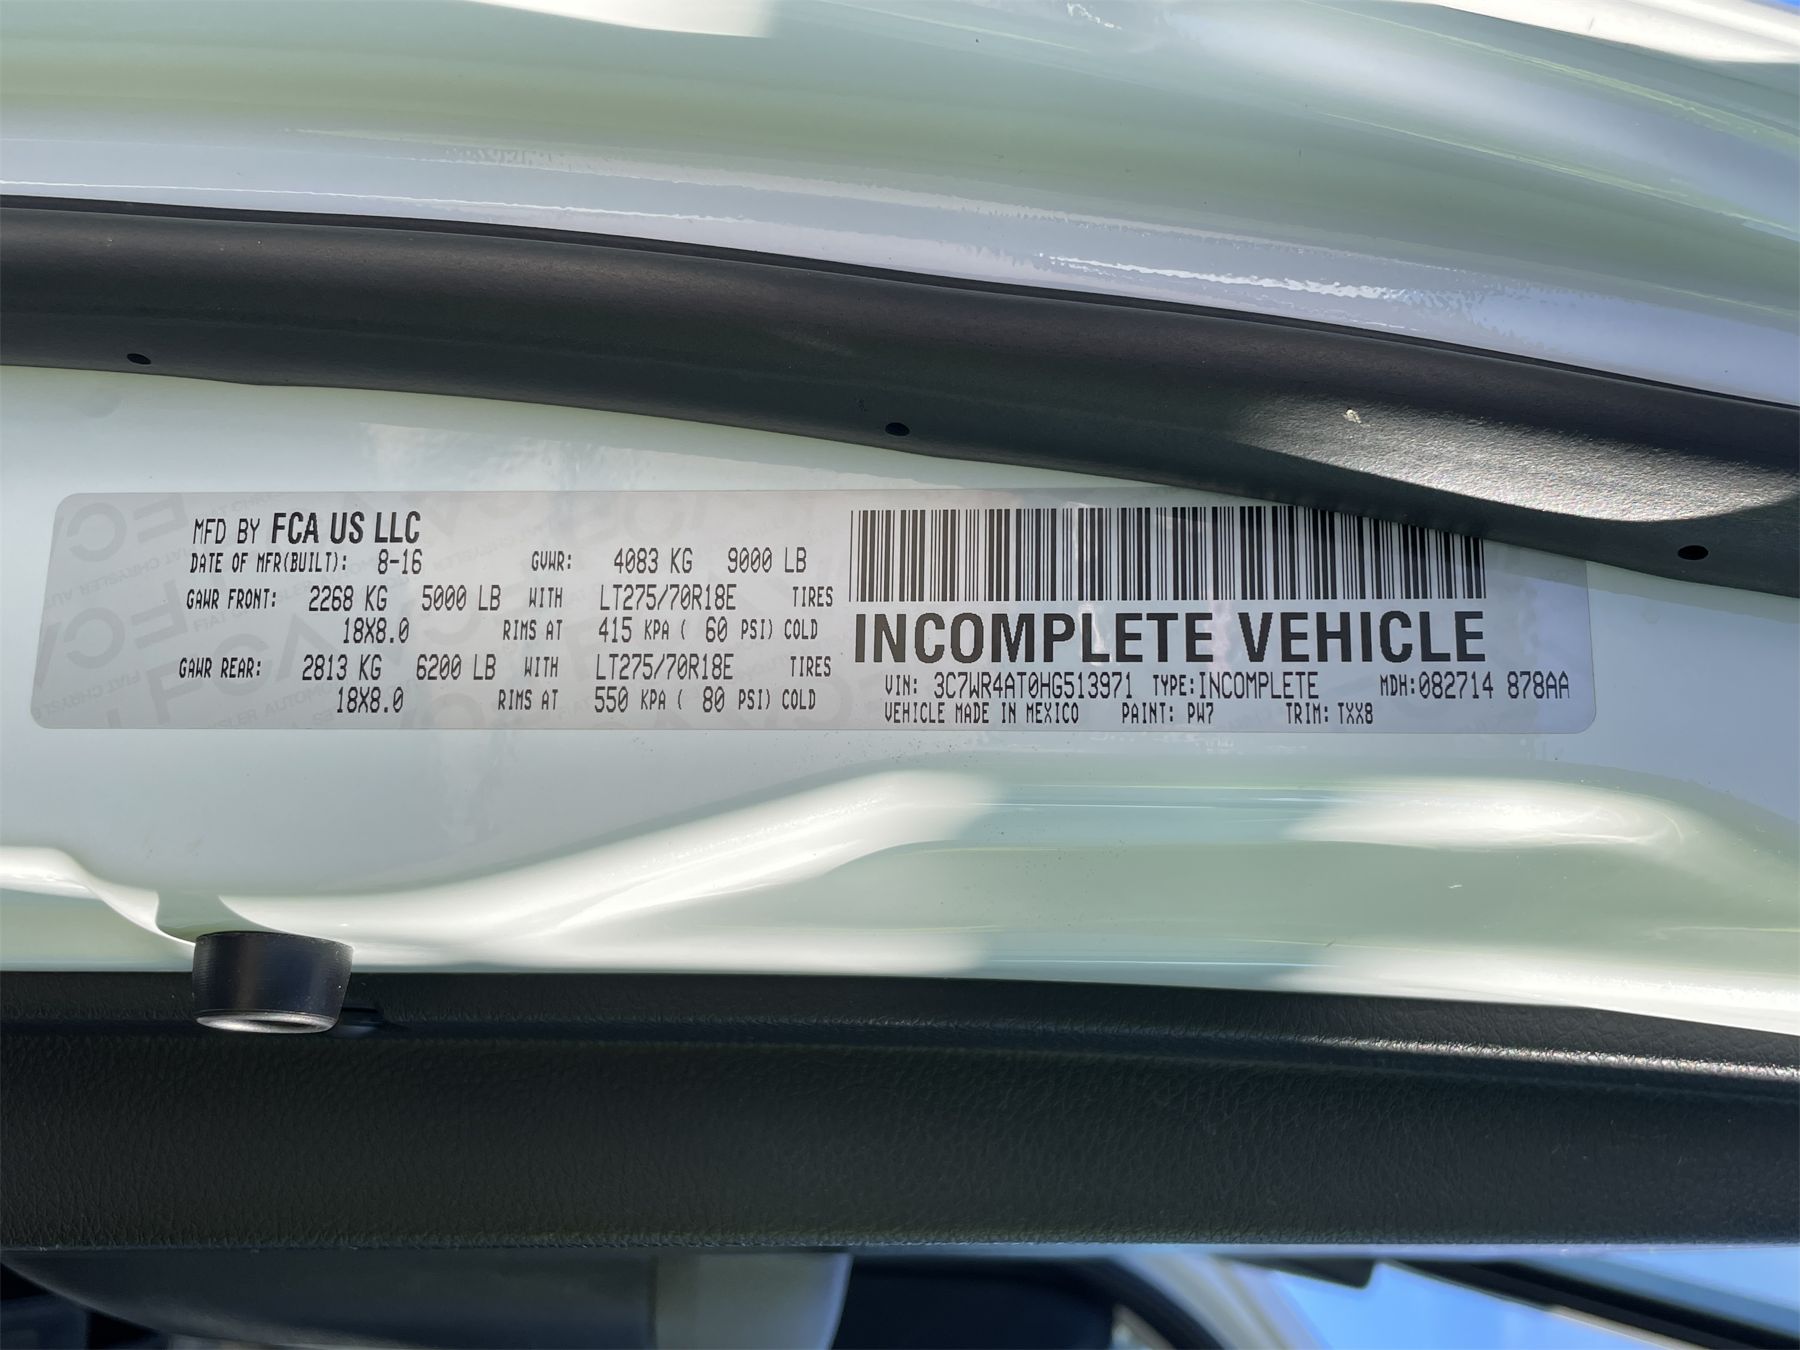 MFD BY FCA US LLC
DATE OF MFR(BUILT): 8-16 GVWR: 4083 KG 9000 LB
GAWR FRONT: 2268 KG 5000 LB WITH LT275/70R18E TIRES
18X8.0 RIMS AT 415 KPA ( 60 PSI) COLD
GAWR REAR: 2813 KG 6200 LB WITH LT275/70R18E TIRES
18X8.0 RIMS AT 550 KPA ( 80 PSI) COLD
INCOMPLETE VEHICLE
VIN: 3C7WR4AT0HG513971 TYPE:INCOMPLETE MDH:082714 878AA
VEHICLE MADE IN MEXICO PAINT: PW7 TRIM: TXX8